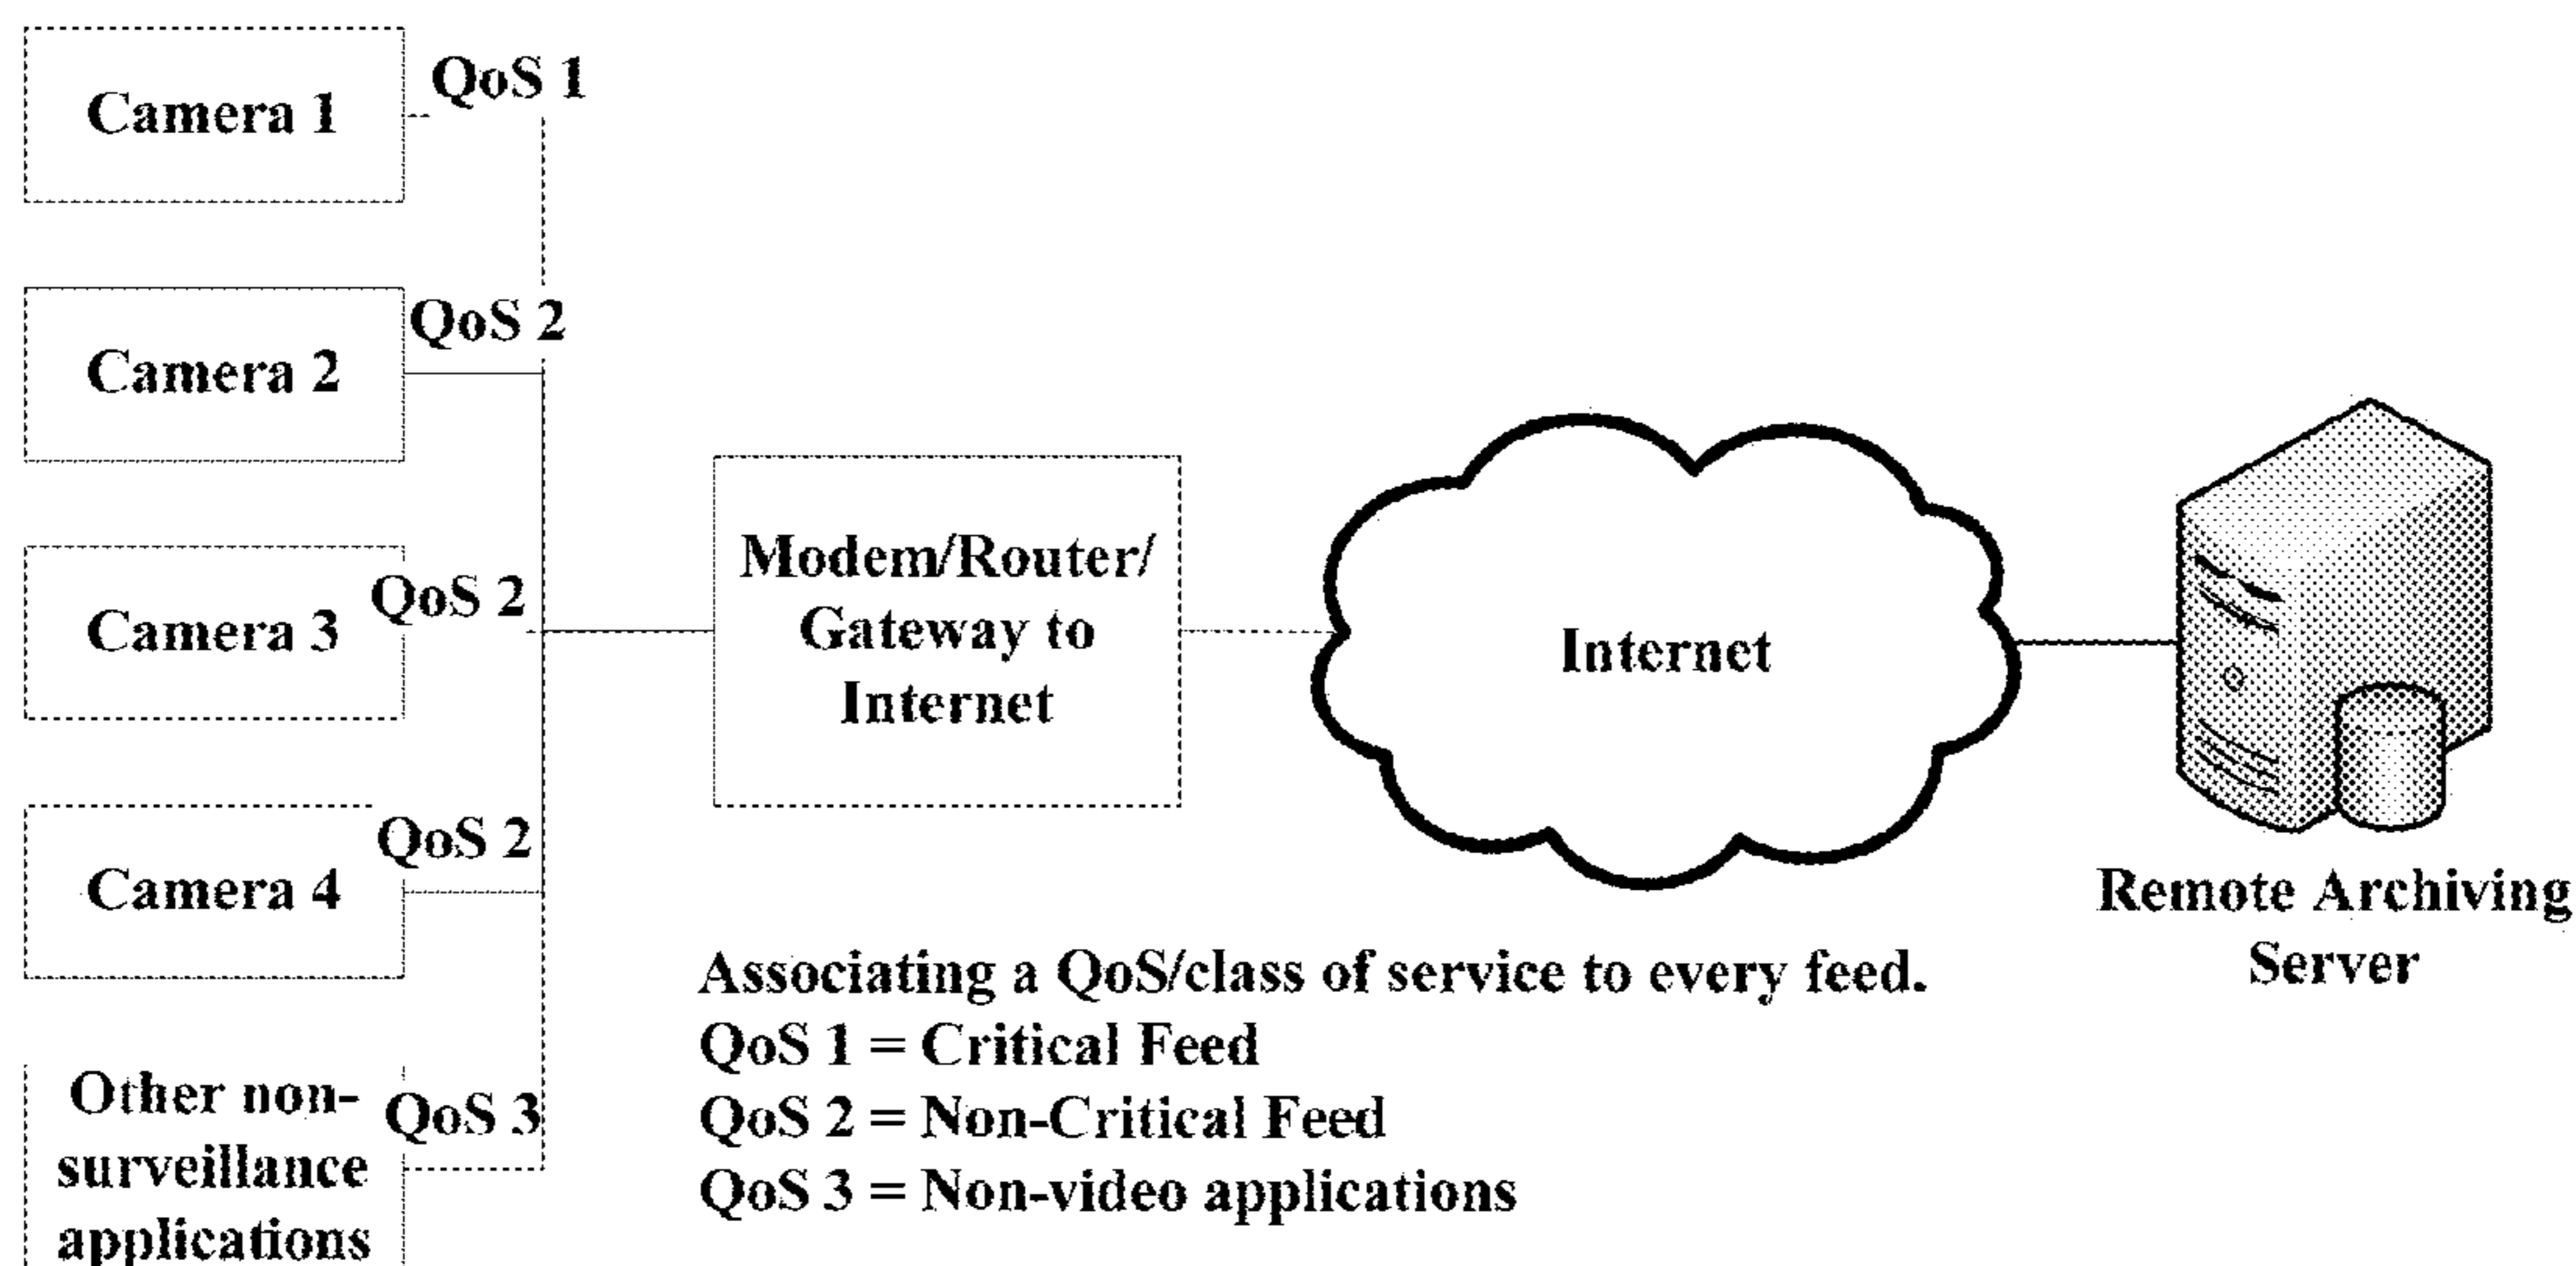 Camera 1
QoS 1
Camera 2
QoS 2
Camera 3
QoS 2
Camera 4
QoS 2
Other non-
surveillance
applications
QoS 3
Modem/Router/
Gateway to
Internet
Internet
Remote Archiving
Server
Associating a QoS/class of service to every feed.
QoS 1 = Critical Feed
QoS 2 = Non-Critical Feed
QoS 3 = Non-video applications